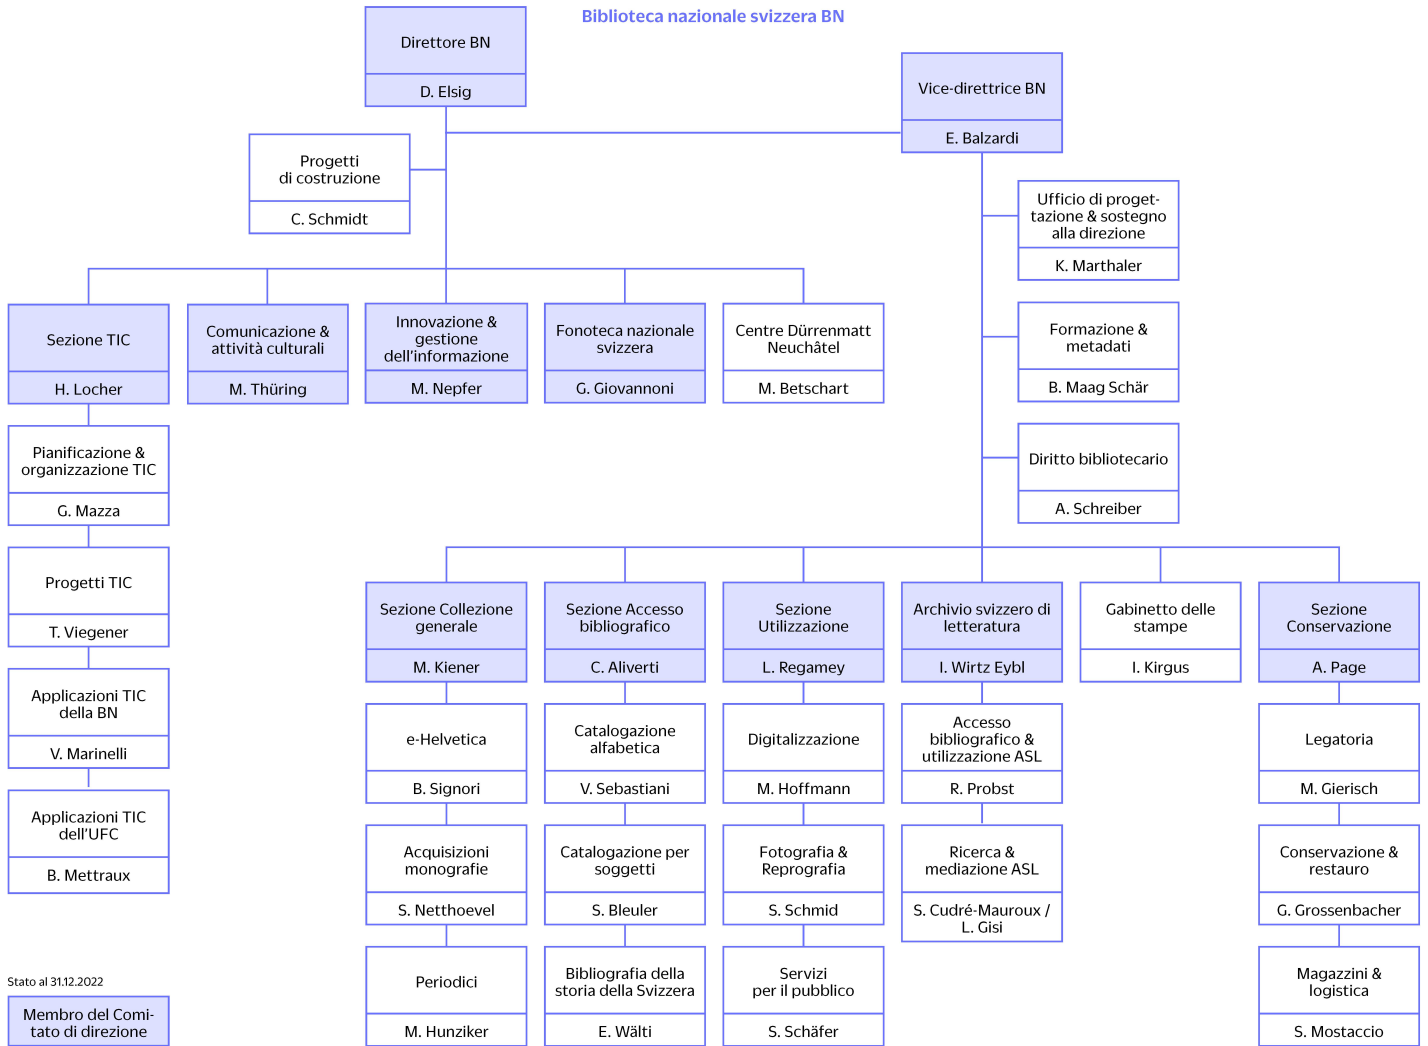 Biblioteca nazionale svizzera BN
Direttore BN
D. Elsig
Vice-direttrice BN
E. Balzardi
Progetti
di costruzione
C. Schmidt
Ufficio di proget-
tazione & sostegno
alla direzione
K. Marthaler
Sezione TIC
H. Locher
Comunicazione &
attività culturali
M. Thüring
Innovazione &
gestione
dell'informazione
M. Nepfer
Fonoteca nazionale
svizzera
G. Giovannoni
Centre Dürrenmatt
Neuchâtel
M. Betschart
Formazione &
metadati
B. Maag Schär
Pianificazione &
organizzazione TIC
G. Mazza
Diritto bibliotecario
A. Schreiber
Progetti TIC
T. Viegener
Applicazioni TIC
della BN
V. Marinelli
Applicazioni TIC
dell'UFC
B. Mettraux
Sezione Collezione
generale
M. Kiener
e-Helvetica
B. Signori
Acquisizioni
monografie
S. Netthoevel
Periodici
M. Hunziker
Sezione Accesso
bibliografico
C. Aliverti
Catalogazione
alfabetica
V. Sebastiani
Catalogazione per
soggetti
S. Bleuler
Bibliografia della
storia della Svizzera
E. Wälti
Sezione
Utilizzazione
L. Regamey
Digitalizzazione
M. Hoffmann
Fotografia &
Reprografia
S. Schmid
Servizi
per il pubblico
S. Schäfer
Archivio svizzero di
letteratura
I. Wirtz Eybl
Accesso
bibliografico &
utilizzazione ASL
R. Probst
Ricerca &
mediazione ASL
S. Cudré-Mauroux /
L. Gisi
Gabinetto delle
stampe
I. Kirgus
Sezione
Conservazione
A. Page
Legatoria
M. Gierisch
Conservazione &
restauro
G. Grossenbacher
Magazzini &
logistica
S. Mostaccio
Stato al 31.12.2022
Membro del Comi-
tato di direzione